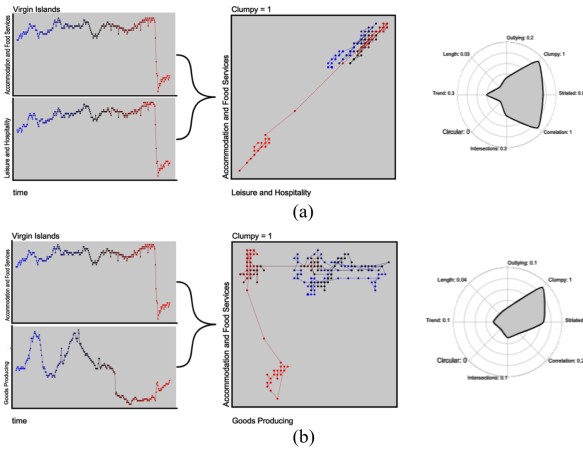 Virgin Islands
Accommodation and Food Services
Leisure and Hospitality
time
Clumpy = 1
Accommodation and Food Services
Leisure and Hospitality
Outlying: 0.2
Length: 0.03
Clumpy: 1
Trend: 0.3
Striated: 0.
Circular: 0
Correlation: 1
Intersections: 0.3
(a)
Virgin Islands
Accommodation and Food Services
Goods Producing
time
Clumpy = 1
Accommodation and Food Services
Goods Producing
Outlying: 0.1
Length: 0.04
Clumpy: 1
Trend: 0.1
Striated
Circular: 0
Correlation: 0.2
Intersections: 0.1
(b)